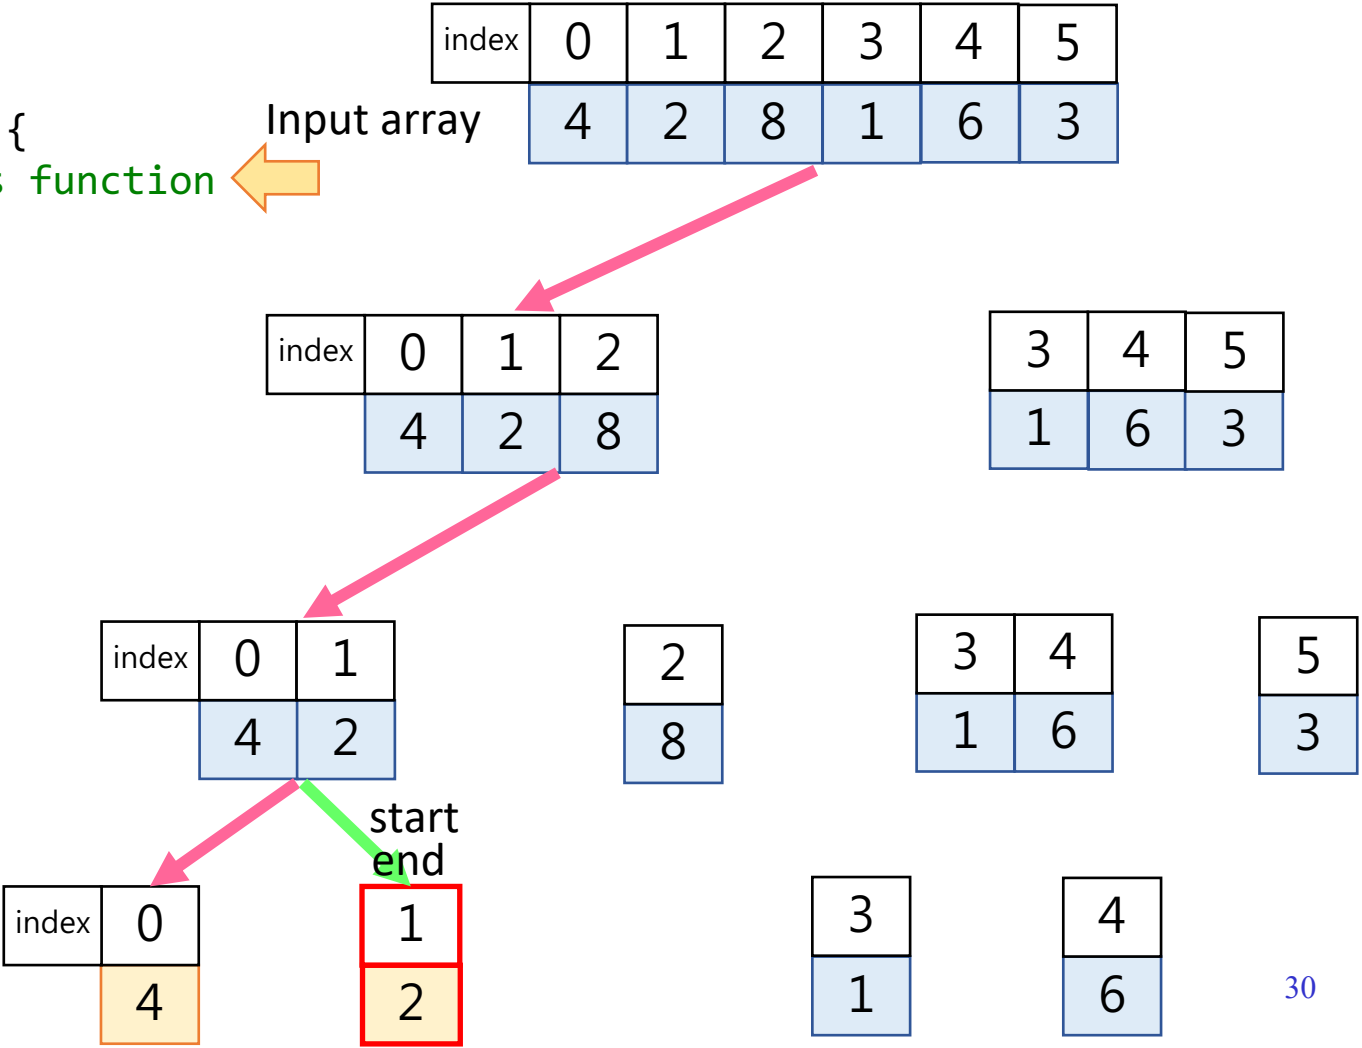 index 0 1 2 3 4 5
Input array 4 2 8 1 6 3
{
function
index 0 1 2
4 2 8
3 4 5
1 6 3
index 0 1
4 2
2
8
3 4
1 6
5
3
start
end
index 0
4
1
2
3
1
4
6
30